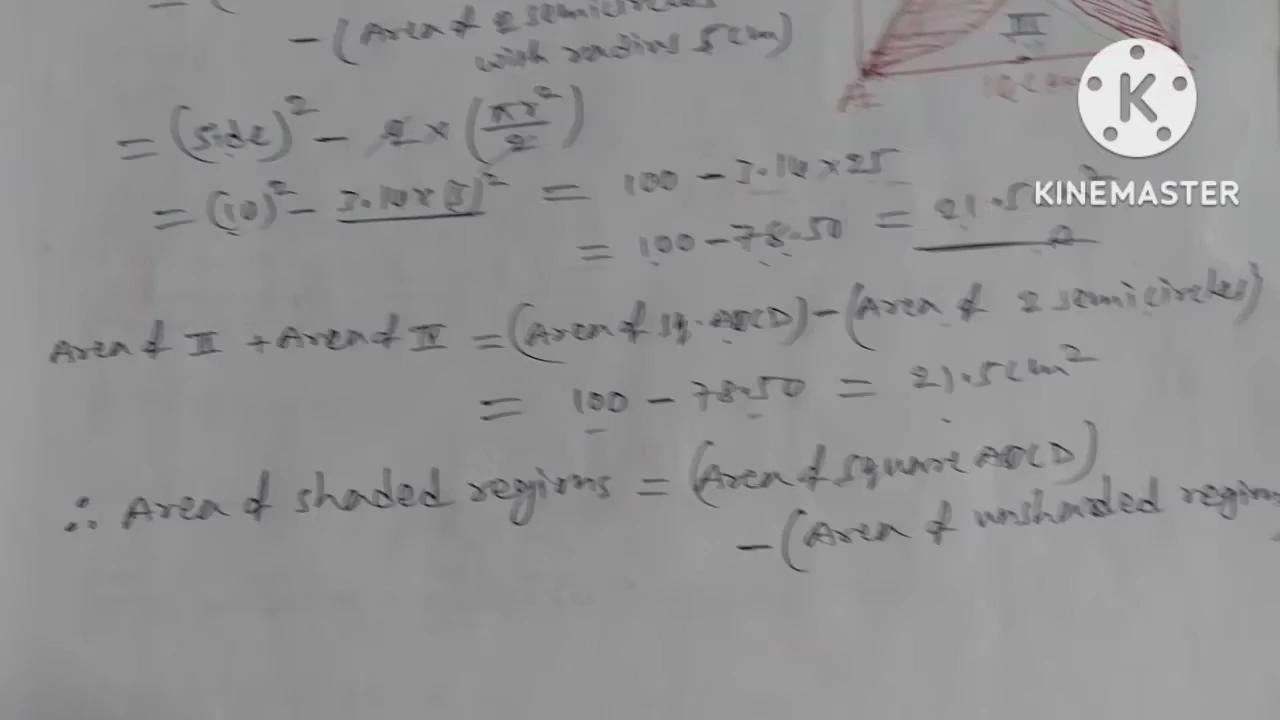 - (Area of 2 semicircles
with radius 5 cm)
III
A
= (side)² - 2 × (πr²/2)
K
KINEMASTER
= (10)² - 3.14×(5)² = 100 - 3.14×25
= 100 - 78.50 = 21.5 ²
Area of II + Area of IV = (Area of sq. ABCD) - (Area of 2 semicircles)
= 100 - 78.50 = 21.5 cm²
∴ Area of shaded regions = (Area of square ABCD)
- (Area of unshaded region